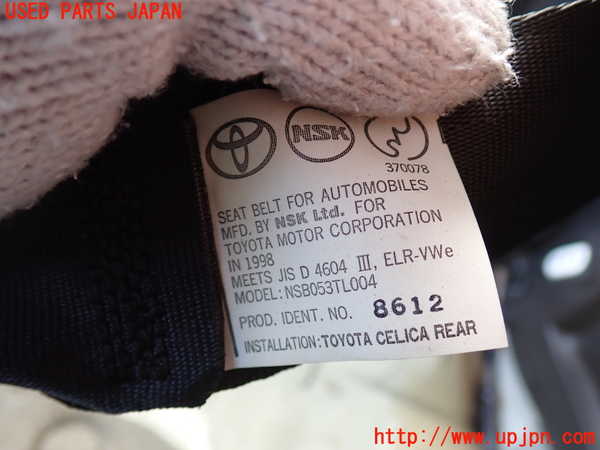 USED PARTS JAPAN
NSK
370078
SEAT BELT FOR AUTOMOBILES
MFD. BY NSK Ltd. FOR
TOYOTA MOTOR CORPORATION
IN 1998
MEETS JIS D 4604 III, ELR-VWe
MODEL: NSB053TL004
PROD. IDENT. NO. 8612
INSTALLATION: TOYOTA CELICA REAR
http://www.upjpn.com/